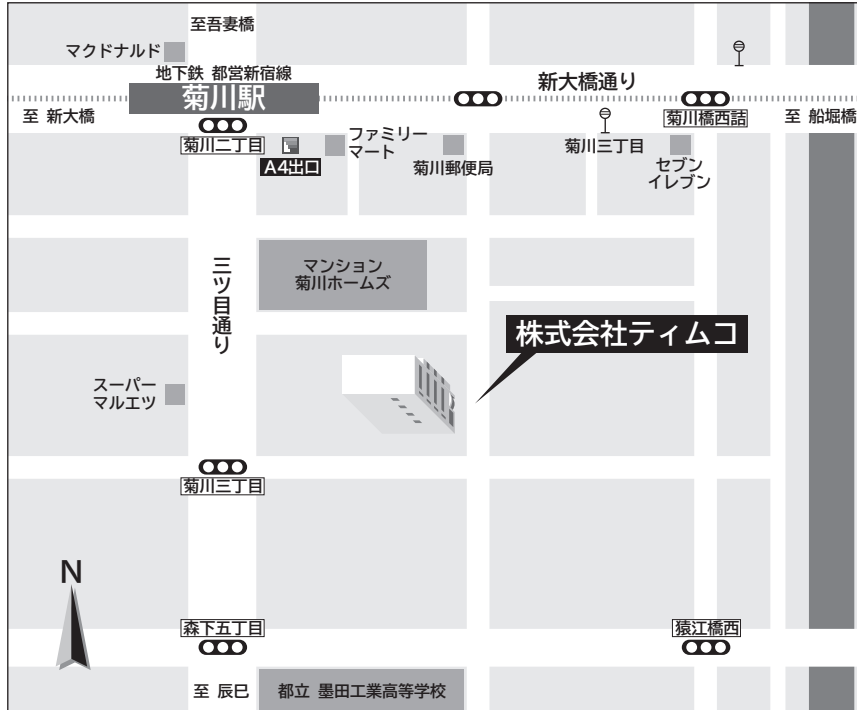 至吾妻橋
マクドナルド
地下鉄 都営新宿線
菊川駅
新大橋通り
至 新大橋
菊川橋西詰
至 船堀橋
菊川二丁目
A4出口
ファミリー
マート
菊川郵便局
菊川三丁目
セブン
イレブン
三ツ目通り
マンション
菊川ホームズ
株式会社ティムコ
スーパー
マルエツ
菊川三丁目
N
森下五丁目
猿江橋西
至 辰巳
都立 墨田工業高等学校